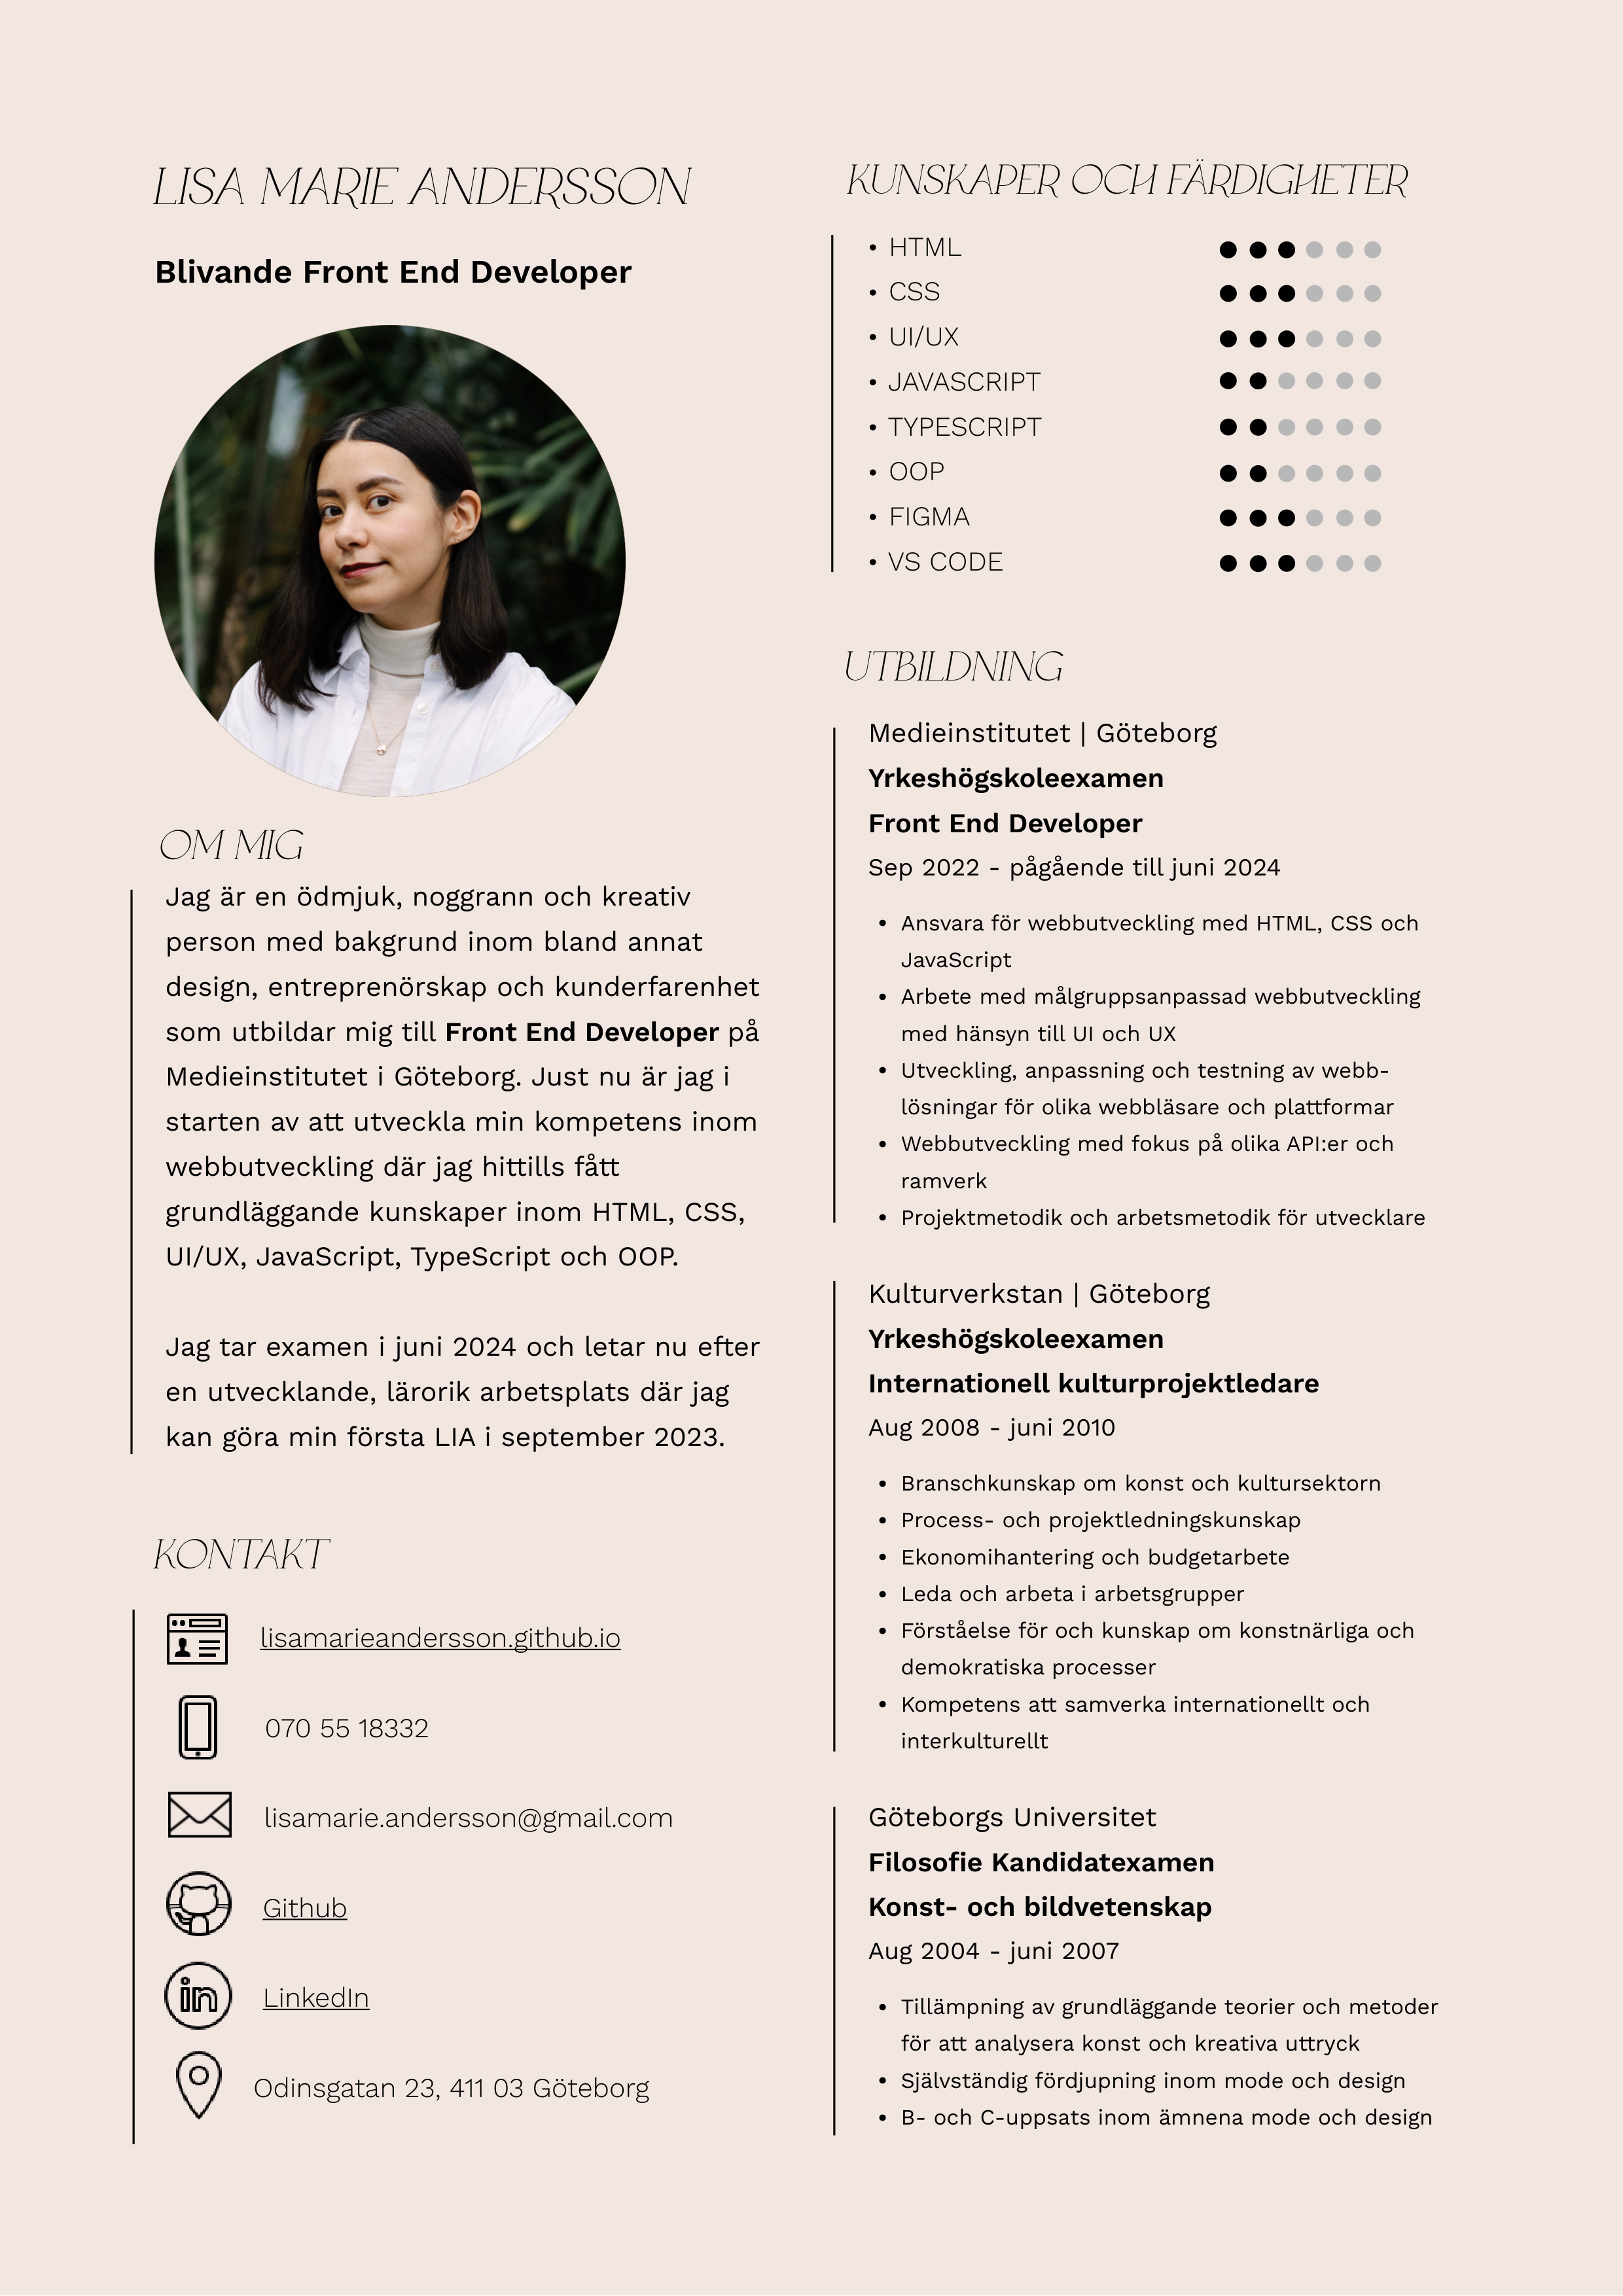 LISA MARIE ANDERSSON
Blivande Front End Developer
OM MIG
Jag är en ödmjuk, noggrann och kreativ
person med bakgrund inom bland annat
design, entreprenörskap och kunderfarenhet
som utbildar mig till Front End Developer på
Medieinstitutet i Göteborg. Just nu är jag i
starten av att utveckla min kompetens inom
webbutveckling där jag hittills fått
grundläggande kunskaper inom HTML, CSS,
UI/UX, JavaScript, TypeScript och OOP.
Jag tar examen i juni 2024 och letar nu efter
en utvecklande, lärorik arbetsplats där jag
kan göra min första LIA i september 2023.
KONTAKT
lisamarieandersson.github.io
070 55 18332
lisamarie.andersson@gmail.com
Github
in
LinkedIn
Odinsgatan 23, 411 03 Göteborg
KUNSKAPER OCH FÄRDIGHETER
• HTML
• CSS
• UI/UX
• JAVASCRIPT
• TYPESCRIPT
• OOP
• FIGMA
• VS CODE
UTBILDNING
Medieinstitutet | Göteborg
Yrkeshögskoleexamen
Front End Developer
Sep 2022 - pågående till juni 2024
• Ansvara för webbutveckling med HTML, CSS och
JavaScript
• Arbete med målgruppsanpassad webbutveckling
med hänsyn till UI och UX
• Utveckling, anpassning och testning av webb-
lösningar för olika webbläsare och plattformar
• Webbutveckling med fokus på olika API:er och
ramverk
• Projektmetodik och arbetsmetodik för utvecklare
Kulturverkstan | Göteborg
Yrkeshögskoleexamen
Internationell kulturprojektledare
Aug 2008 - juni 2010
• Branschkunskap om konst och kultursektorn
• Process- och projektledningskunskap
• Ekonomihantering och budgetarbete
• Leda och arbeta i arbetsgrupper
• Förståelse för och kunskap om konstnärliga och
demokratiska processer
• Kompetens att samverka internationellt och
interkulturellt
Göteborgs Universitet
Filosofie Kandidatexamen
Konst- och bildvetenskap
Aug 2004 - juni 2007
• Tillämpning av grundläggande teorier och metoder
för att analysera konst och kreativa uttryck
• Självständig fördjupning inom mode och design
• B- och C-uppsats inom ämnena mode och design